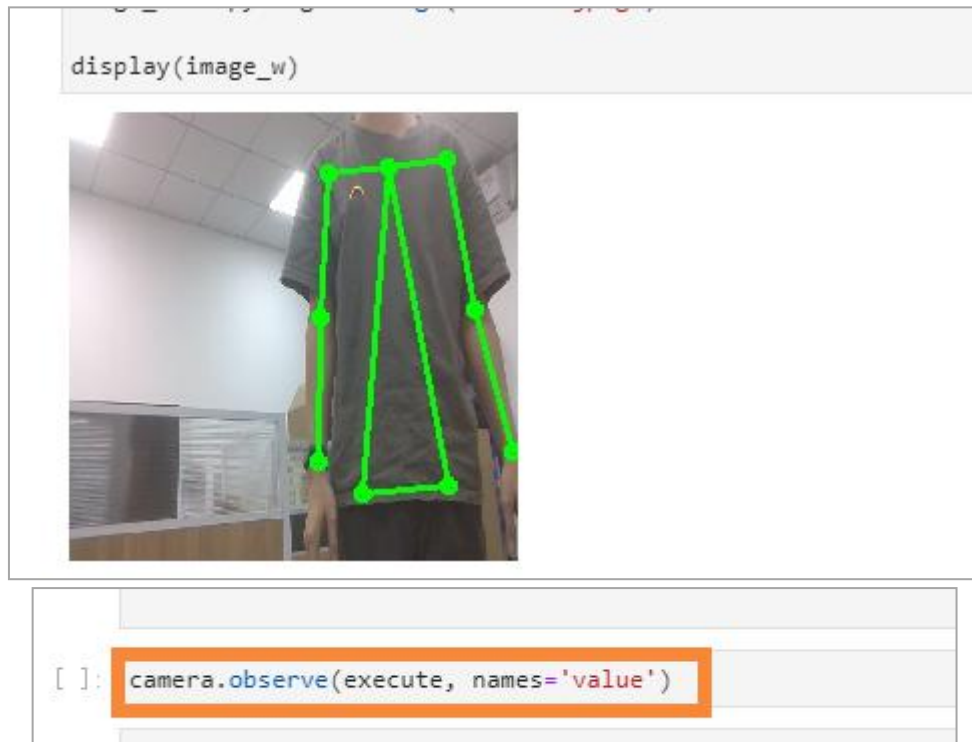 display(image_w)
[ ]: camera.observe(execute, names='value')